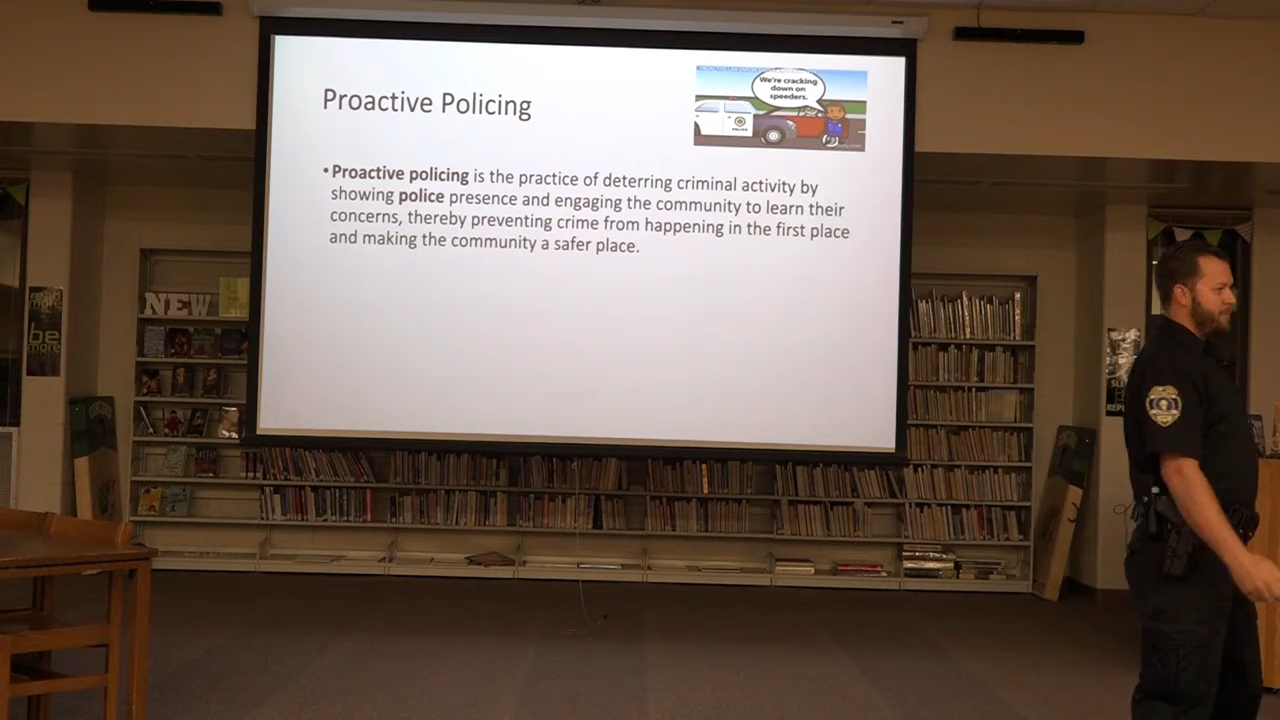 We're cracking
down on
speeders.
Proactive Policing
• Proactive policing is the practice of deterring criminal activity by
showing police presence and engaging the community to learn their
concerns, thereby preventing crime from happening in the first place
and making the community a safer place.
POLICE
NEW
read
more
be
more